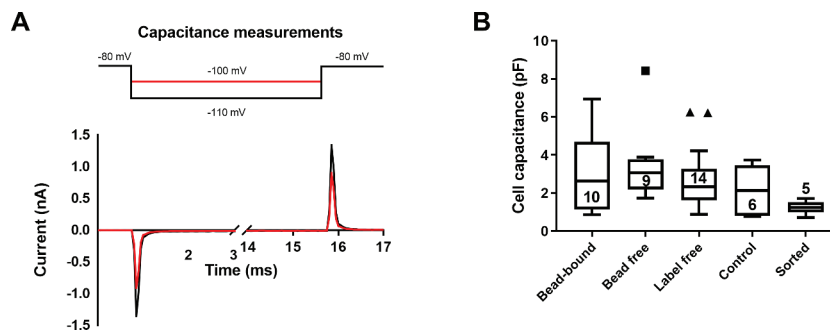 A
Capacitance measurements
-80 mV
-80 mV
-100 mV
-110 mV
1.5
1.0
0.5
0.0
-0.5
-1.0
-1.5
Current (nA)
2
3
14
15
16
17
Time (ms)
B
10
8
6
4
2
0
Cell capacitance (pF)
10
9
14
6
5
Bead-bound
Bead free
Label free
Control
Sorted